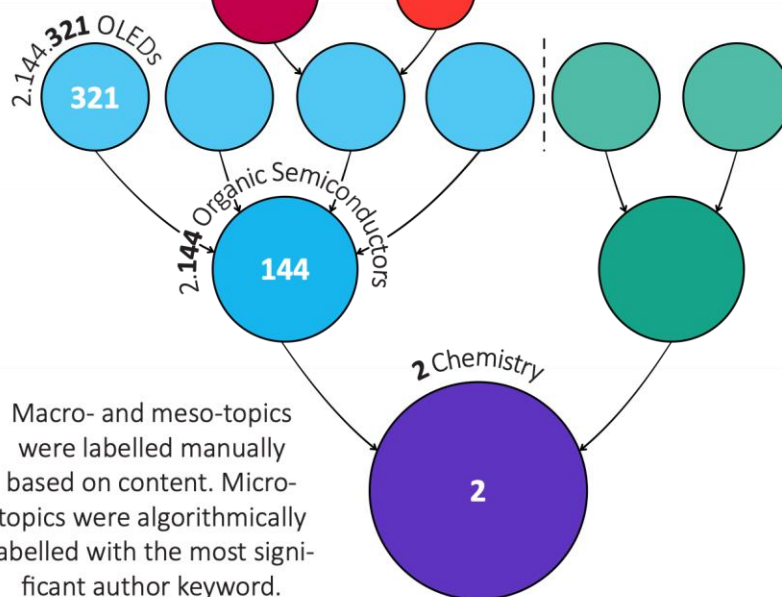 2.144.321 OLEDs
321
2.144 Organic Semiconductors
144
2 Chemistry
2
Macro- and meso-topics
were labelled manually
based on content. Micro-
topics were algorithmically
labelled with the most signi-
ficant author keyword.